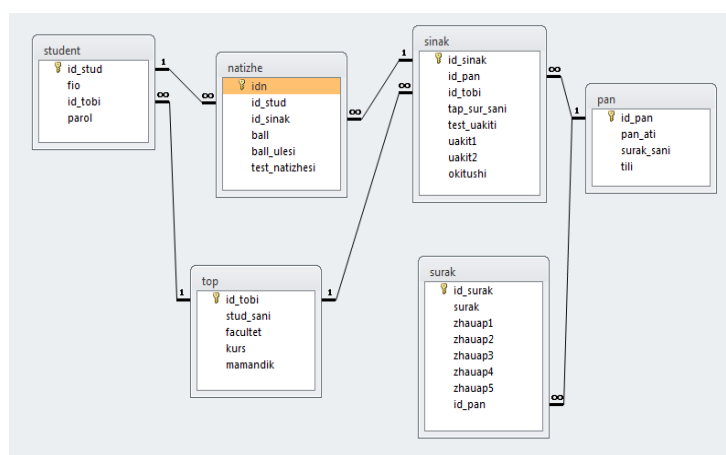 student
id_stud
fio
id_tobi
parol
natizhe
idn
id_stud
id_sinak
ball
ball_ulesi
test_natizhesi
sinak
id_sinak
id_pan
id_tobi
tap_sur_sani
test_uakiti
uakit1
uakit2
okitushi
pan
id_pan
pan_ati
surak_sani
tili
top
id_tobi
stud_sani
facultet
kurs
mamandik
surak
id_surak
surak
zhauap1
zhauap2
zhauap3
zhauap4
zhauap5
id_pan
1
∞
∞
1
1
∞
∞
1
∞
1
∞